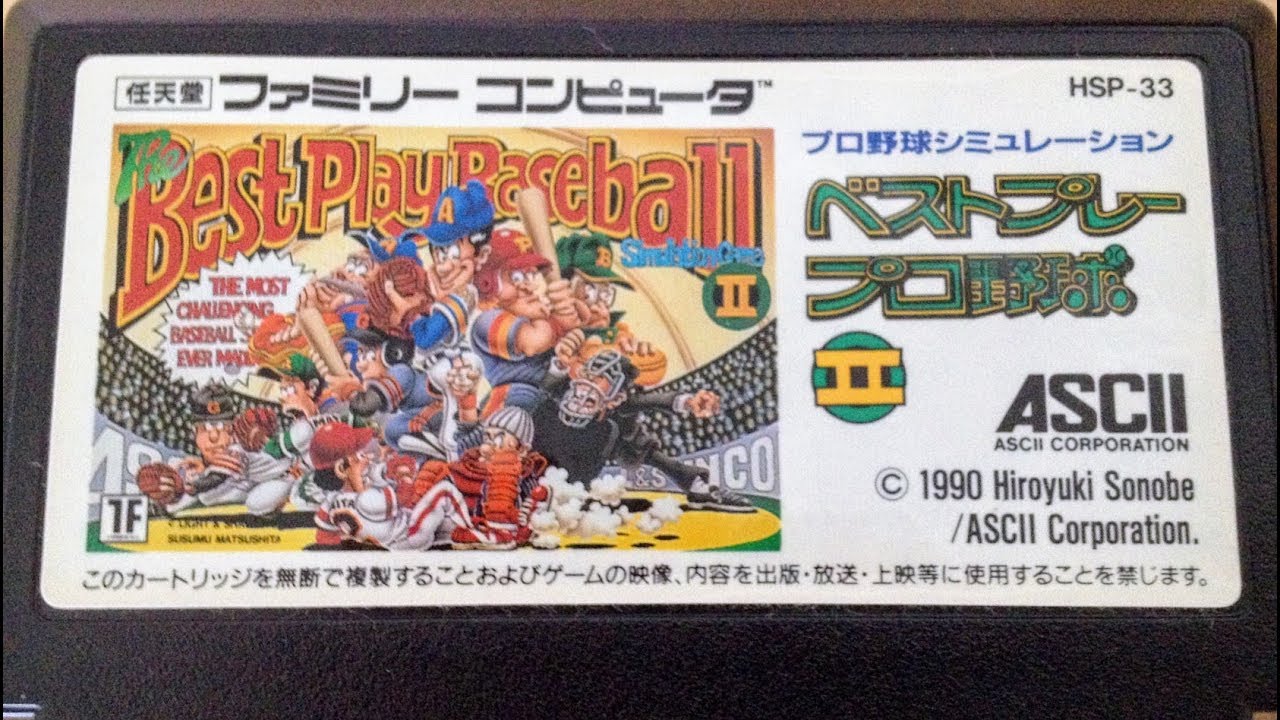 任天堂 ファミリー コンピュータ™
HSP-33
The
Best Play Baseball
Simulation Game
II
THE MOST
CHALLENGING
BASEBALL
EVER MADE
プロ野球シミュレーション
ベストプレー
プロ野球
II
ASCII
ASCII CORPORATION
© 1990 Hiroyuki Sonobe
/ASCII Corporation.
1F
© LIGHT &
SUSUMU MATSUSHITA
このカートリッジを無断で複製することおよびゲームの映像、内容を出版・放送・上映等に使用することを禁じます。